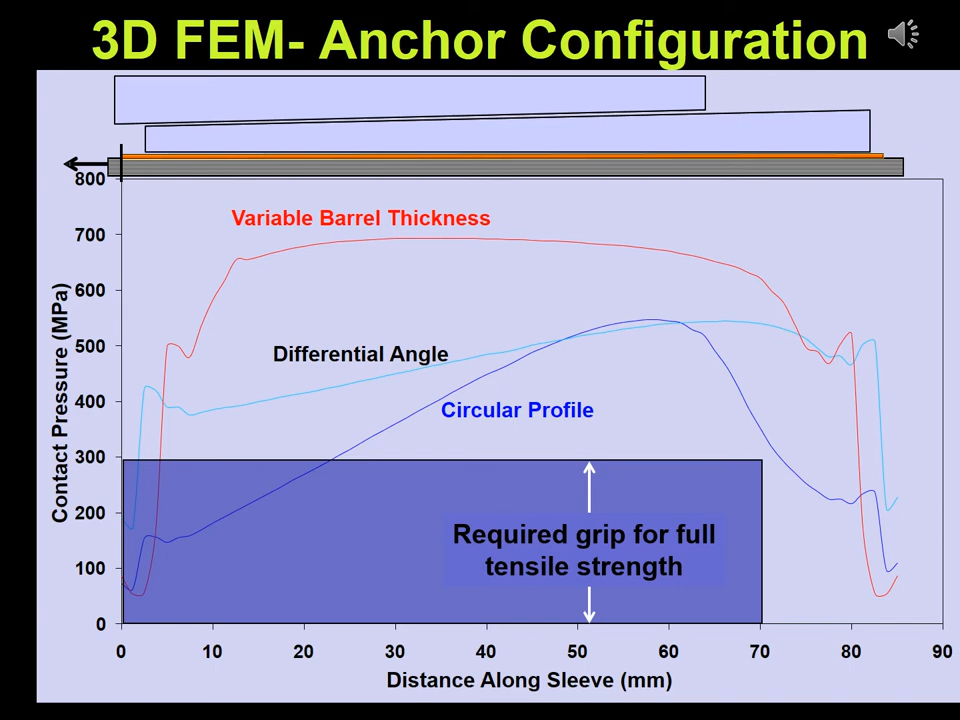 3D FEM- Anchor Configuration
800
700
600
500
400
300
200
100
0
Contact Pressure (MPa)
Variable Barrel Thickness
Differential Angle
Circular Profile
Required grip for full
tensile strength
0 10 20 30 40 50 60 70 80 90
Distance Along Sleeve (mm)